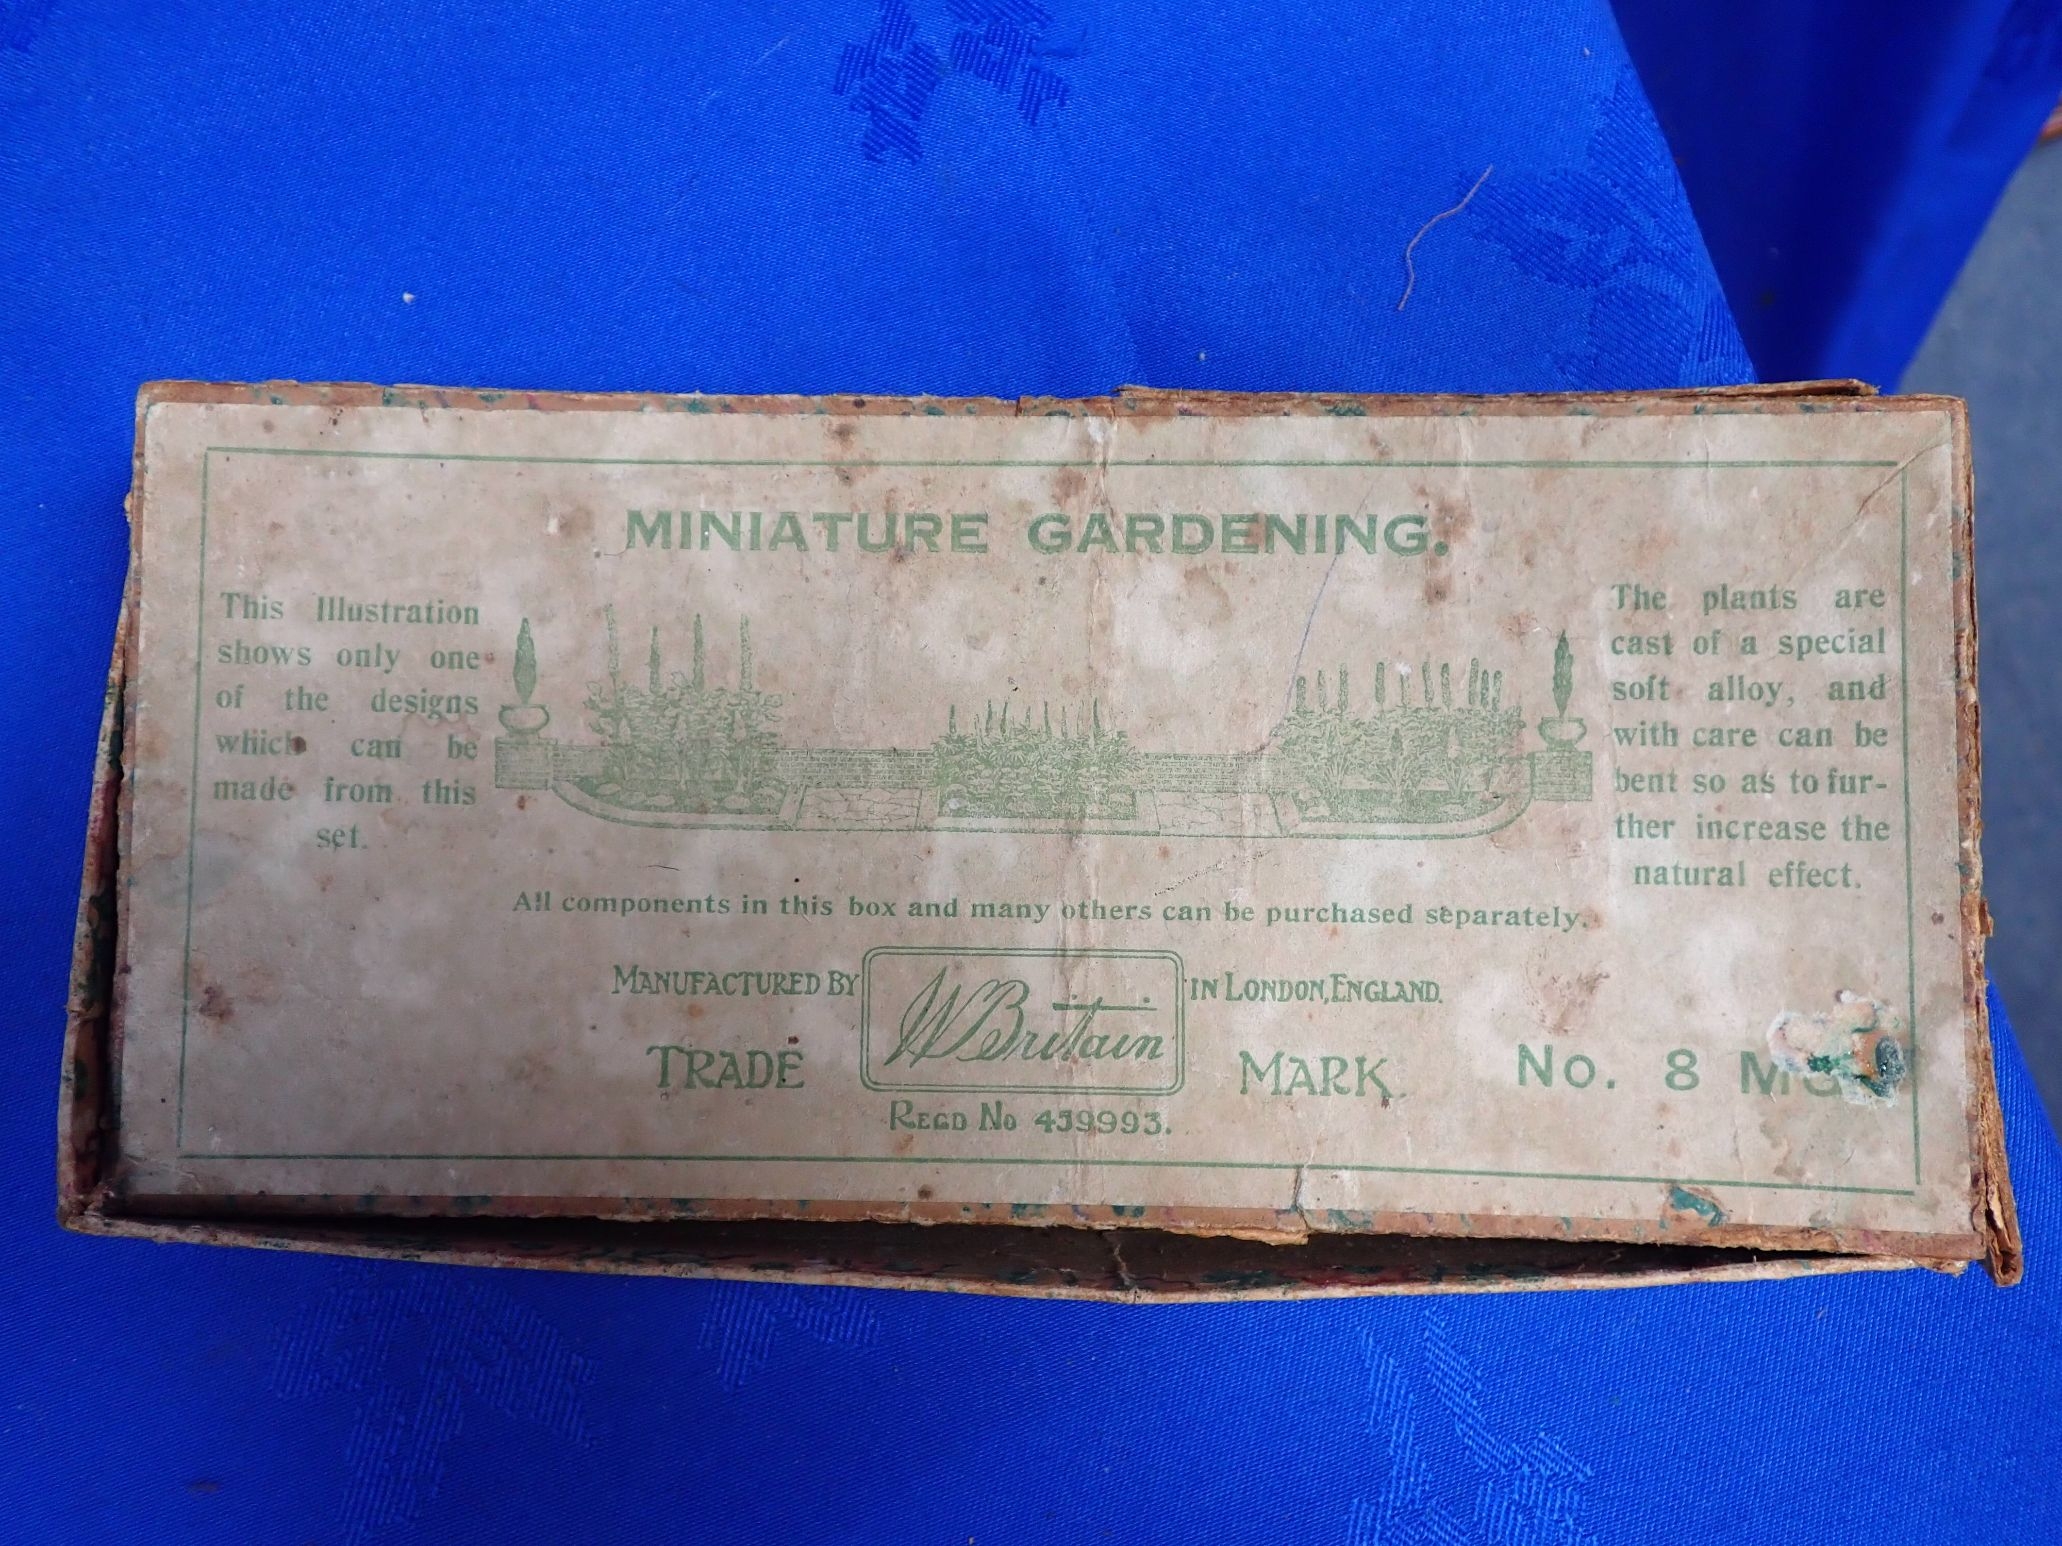 MINIATURE GARDENING.
This Illustration
shows only one
of the designs
which can be
made from this
set.
The plants are
cast of a special
soft alloy, and
with care can be
bent so as to fur-
ther increase the
natural effect.
All components in this box and many others can be purchased separately.
MANUFACTURED BY W Britain IN LONDON, ENGLAND.
TRADE MARK.
REGD No 459993.
No. 8 MG